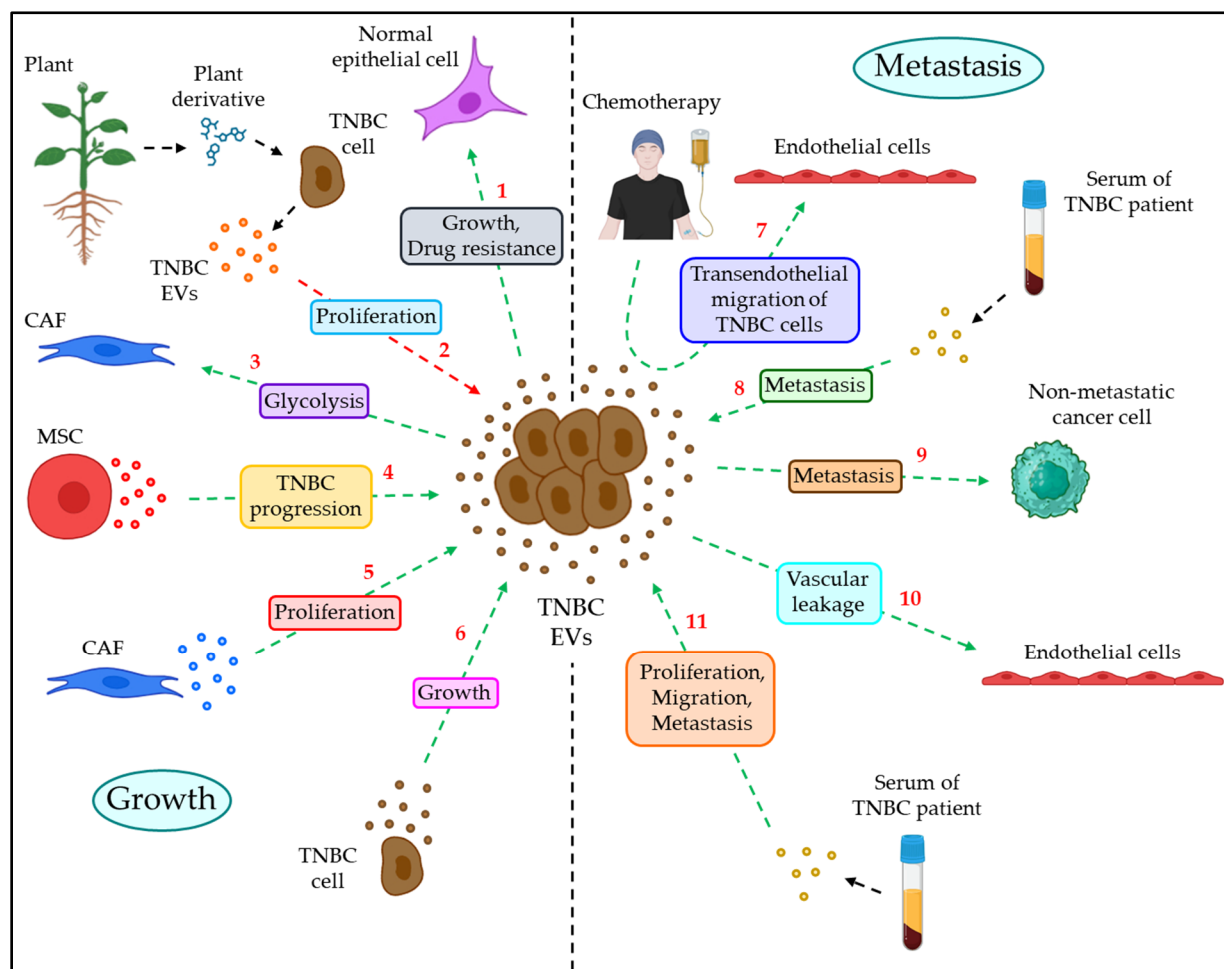 Plant
Plant
derivative
TNBC
cell
TNBC
EVs
Normal
epithelial cell
1
Growth,
Drug resistance
Proliferation
2
CAF
3
Glycolysis
MSC
4
TNBC
progression
5
Proliferation
CAF
6
Growth
Growth
TNBC
cell
TNBC
EVs
Metastasis
Chemotherapy
Endothelial cells
7
Transendothelial
migration of
TNBC cells
Serum of
TNBC patient
8
Metastasis
Non-metastatic
cancer cell
9
Metastasis
Vascular
leakage
10
Endothelial cells
11
Proliferation,
Migration,
Metastasis
Serum of
TNBC patient